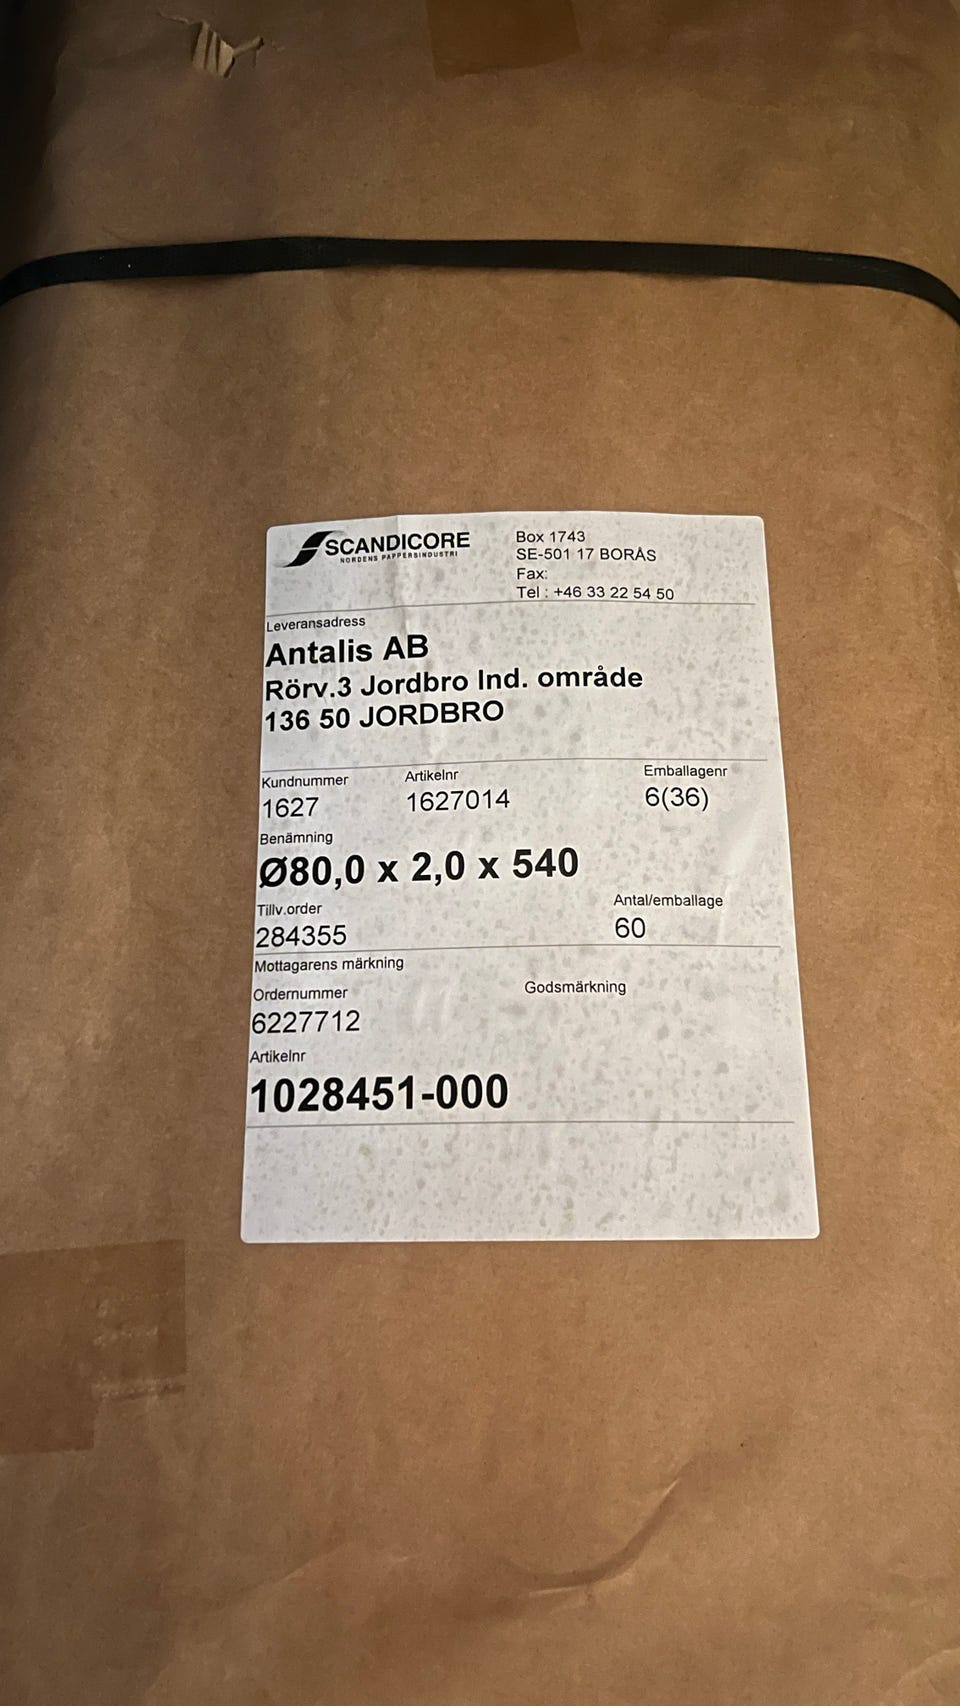 SCANDICORE
NORDENS PAPPERSINDUSTRI
Box 1743
SE-501 17 BORÅS
Fax:
Tel : +46 33 22 54 50
Leveransadress
Antalis AB
Rörv.3 Jordbro Ind. område
136 50 JORDBRO
Kundnummer Artikelnr Emballagenr
1627 1627014 6(36)
Benämning
Ø80,0 x 2,0 x 540
Tillv.order Antal/emballage
284355 60
Mottagarens märkning
Ordernummer Godsmärkning
6227712
Artikelnr
1028451-000